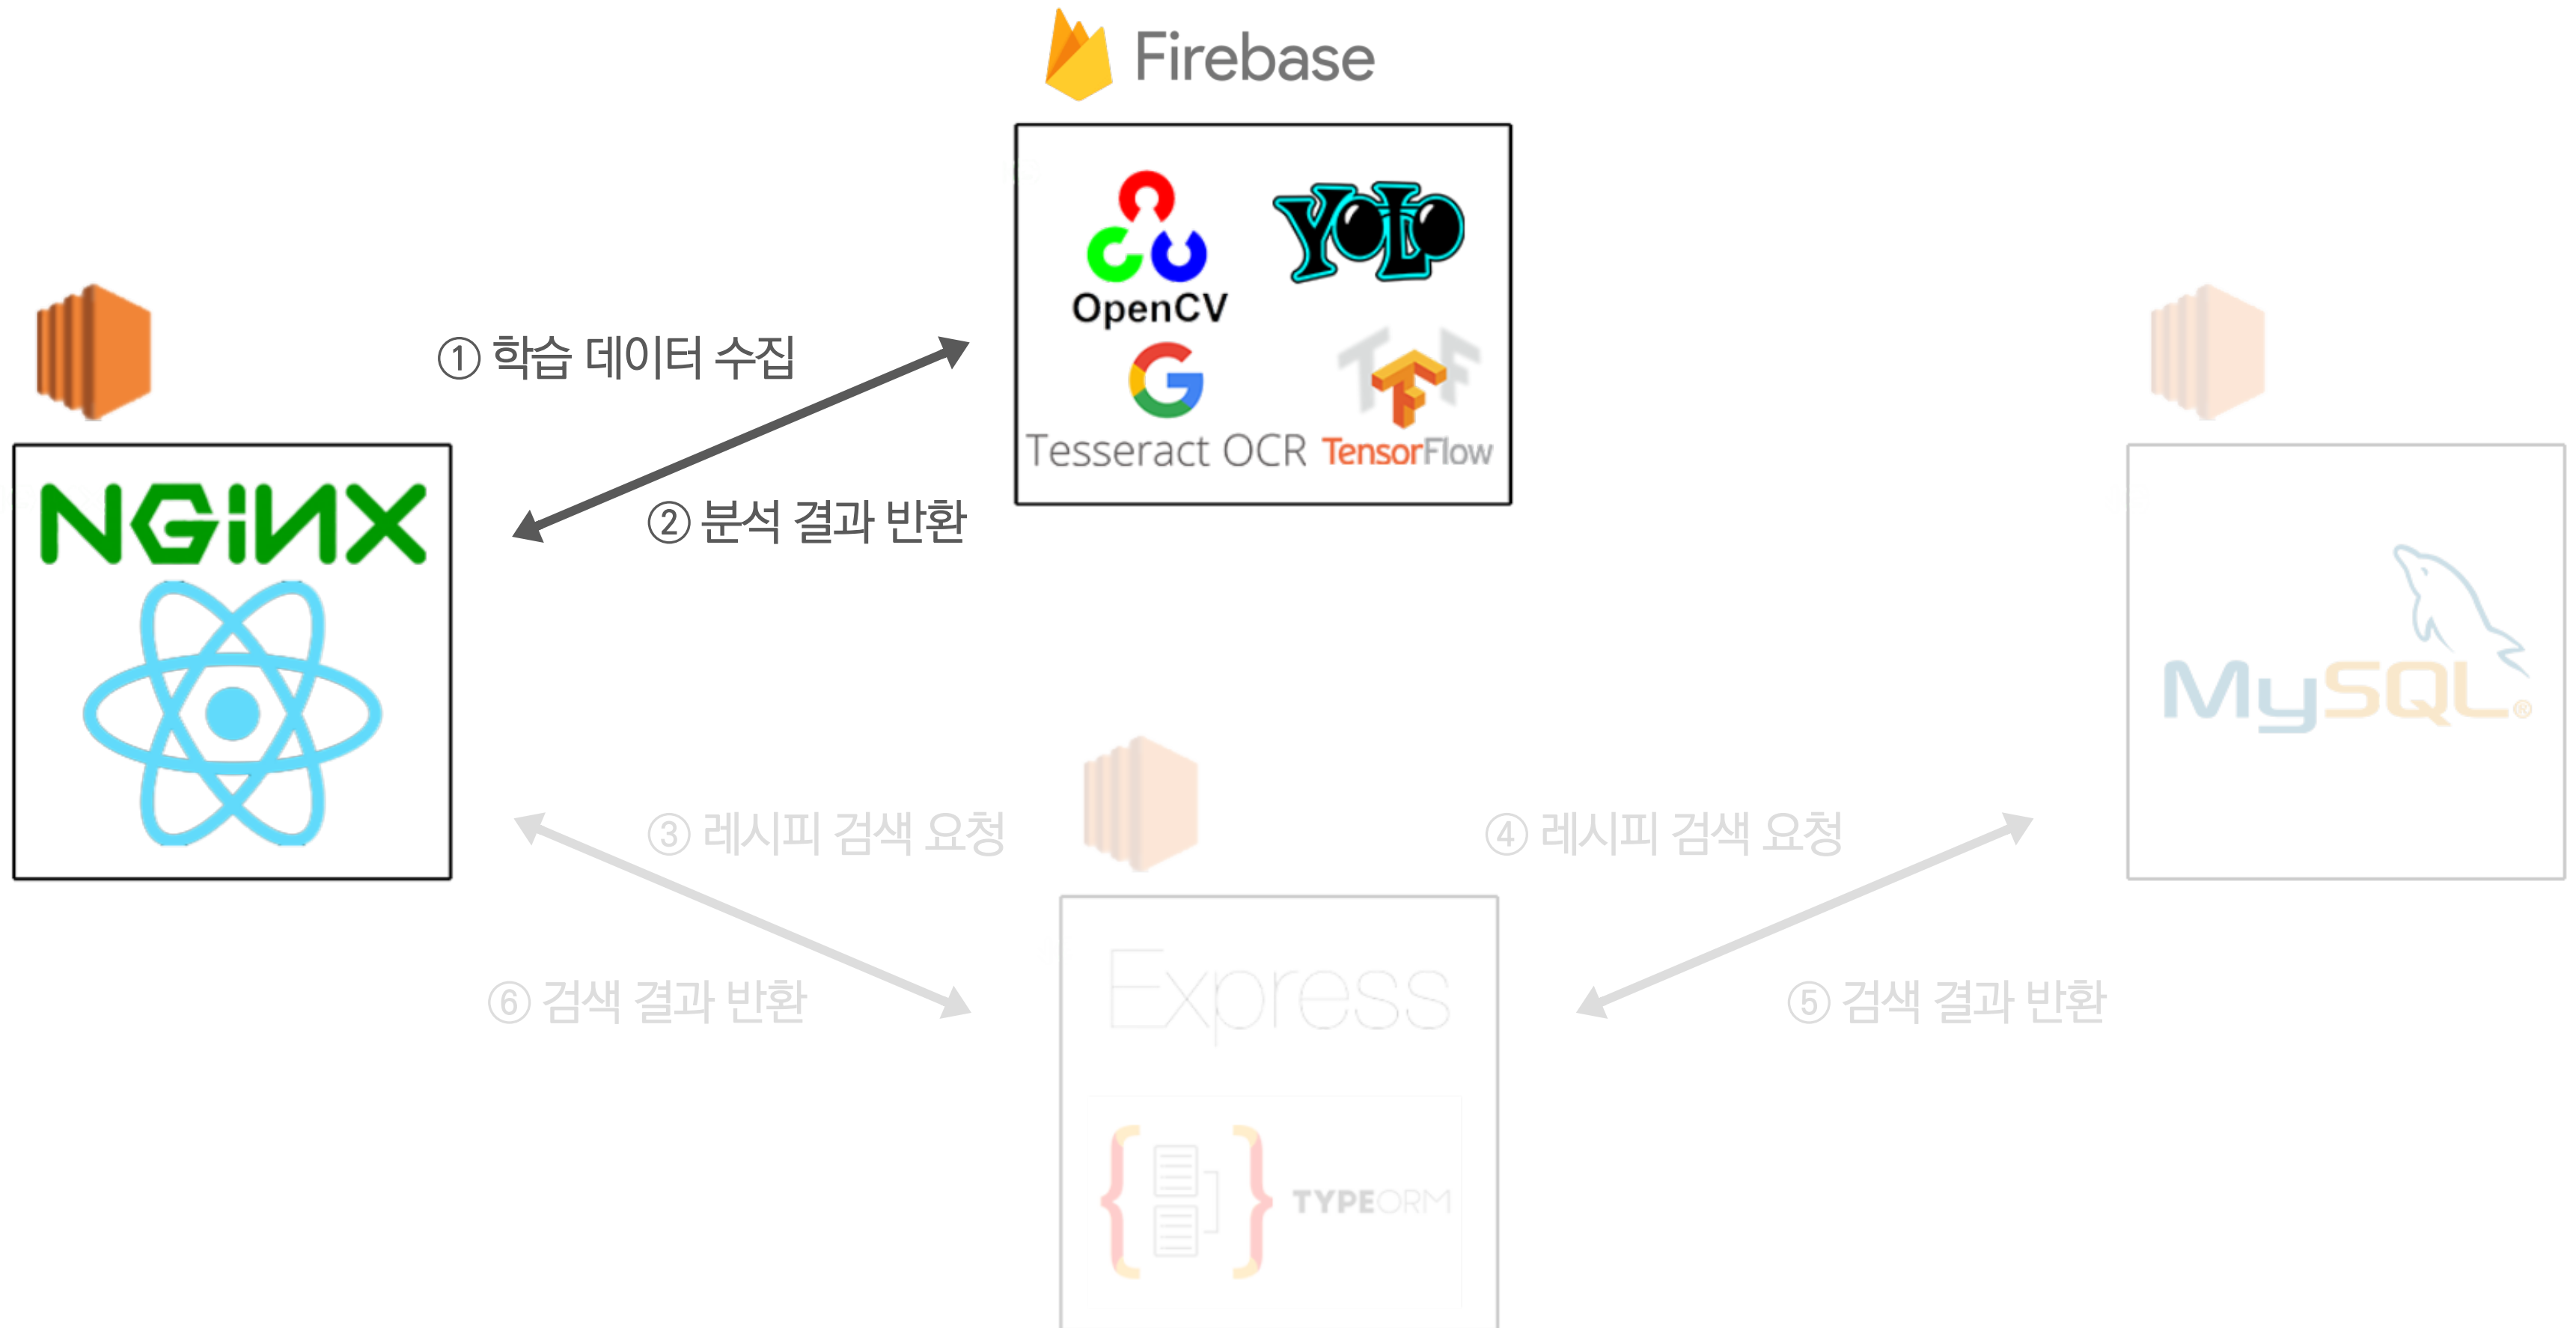 Firebase
OpenCV
YOLO
Tesseract OCR
TensorFlow
NGINX
① 학습 데이터 수집
② 분석 결과 반환
MySQL®
③ 레시피 검색 요청
④ 레시피 검색 요청
⑥ 검색 결과 반환
⑤ 검색 결과 반환
Express
TYPEORM